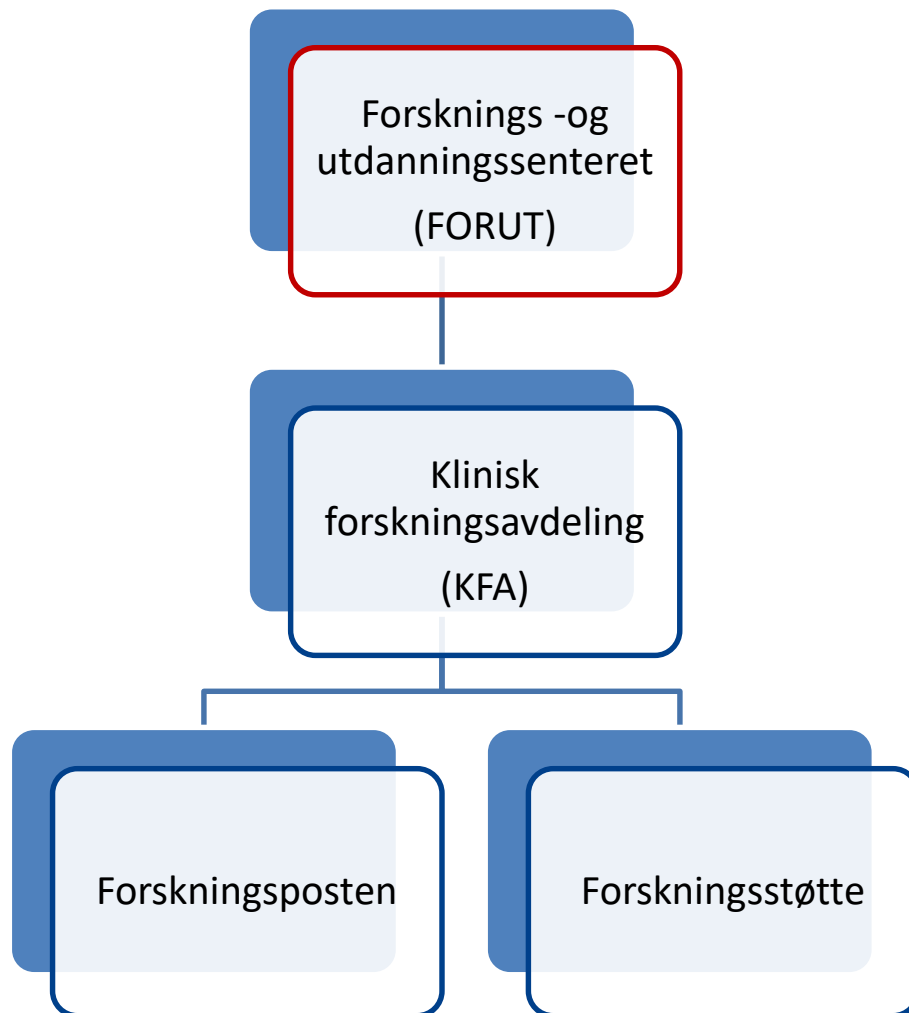 Forsknings -og
utdanningssenteret
(FORUT)
Klinisk
forskningsavdeling
(KFA)
Forskningsposten
Forskningsstøtte